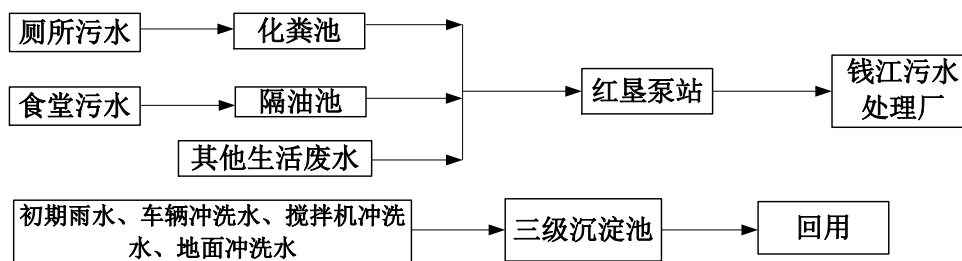 厕所污水
化粪池
食堂污水
隔油池
其他生活废水
红垦泵站
钱江污水
处理厂
初期雨水、车辆冲洗水、搅拌机冲洗
水、地面冲洗水
三级沉淀池
回用